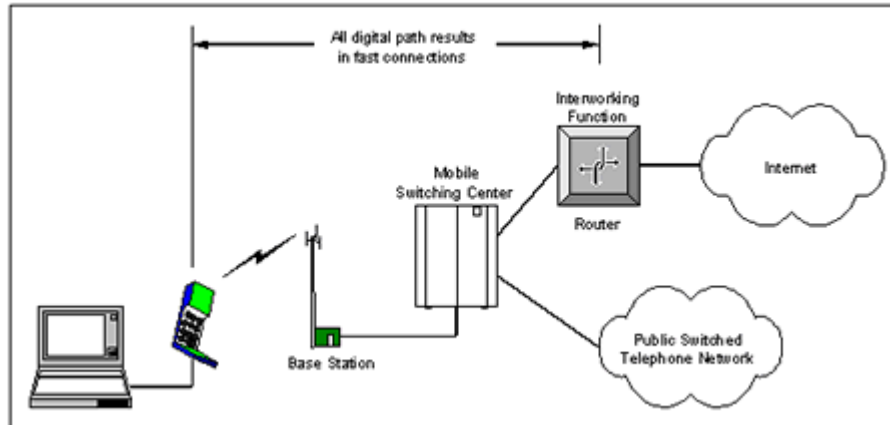 All digital path results
in fast connections
Interworking
Function
Mobile
Switching Center
Internet
Router
Base Station
Public Switched
Telephone Network